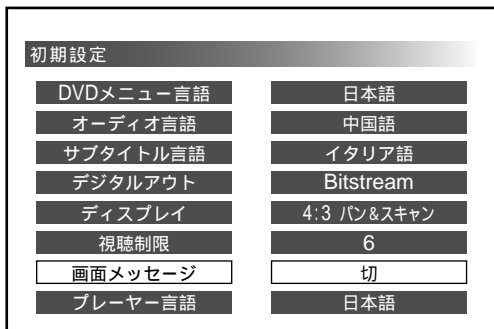 初期設定
DVDメニュー言語 日本語
オーディオ言語 中国語
サブタイトル言語 イタリア語
デジタルアウト Bitstream
ディスプレイ 4:3 パン&スキャン
視聴制限 6
画面メッセージ 切
プレーヤー言語 日本語